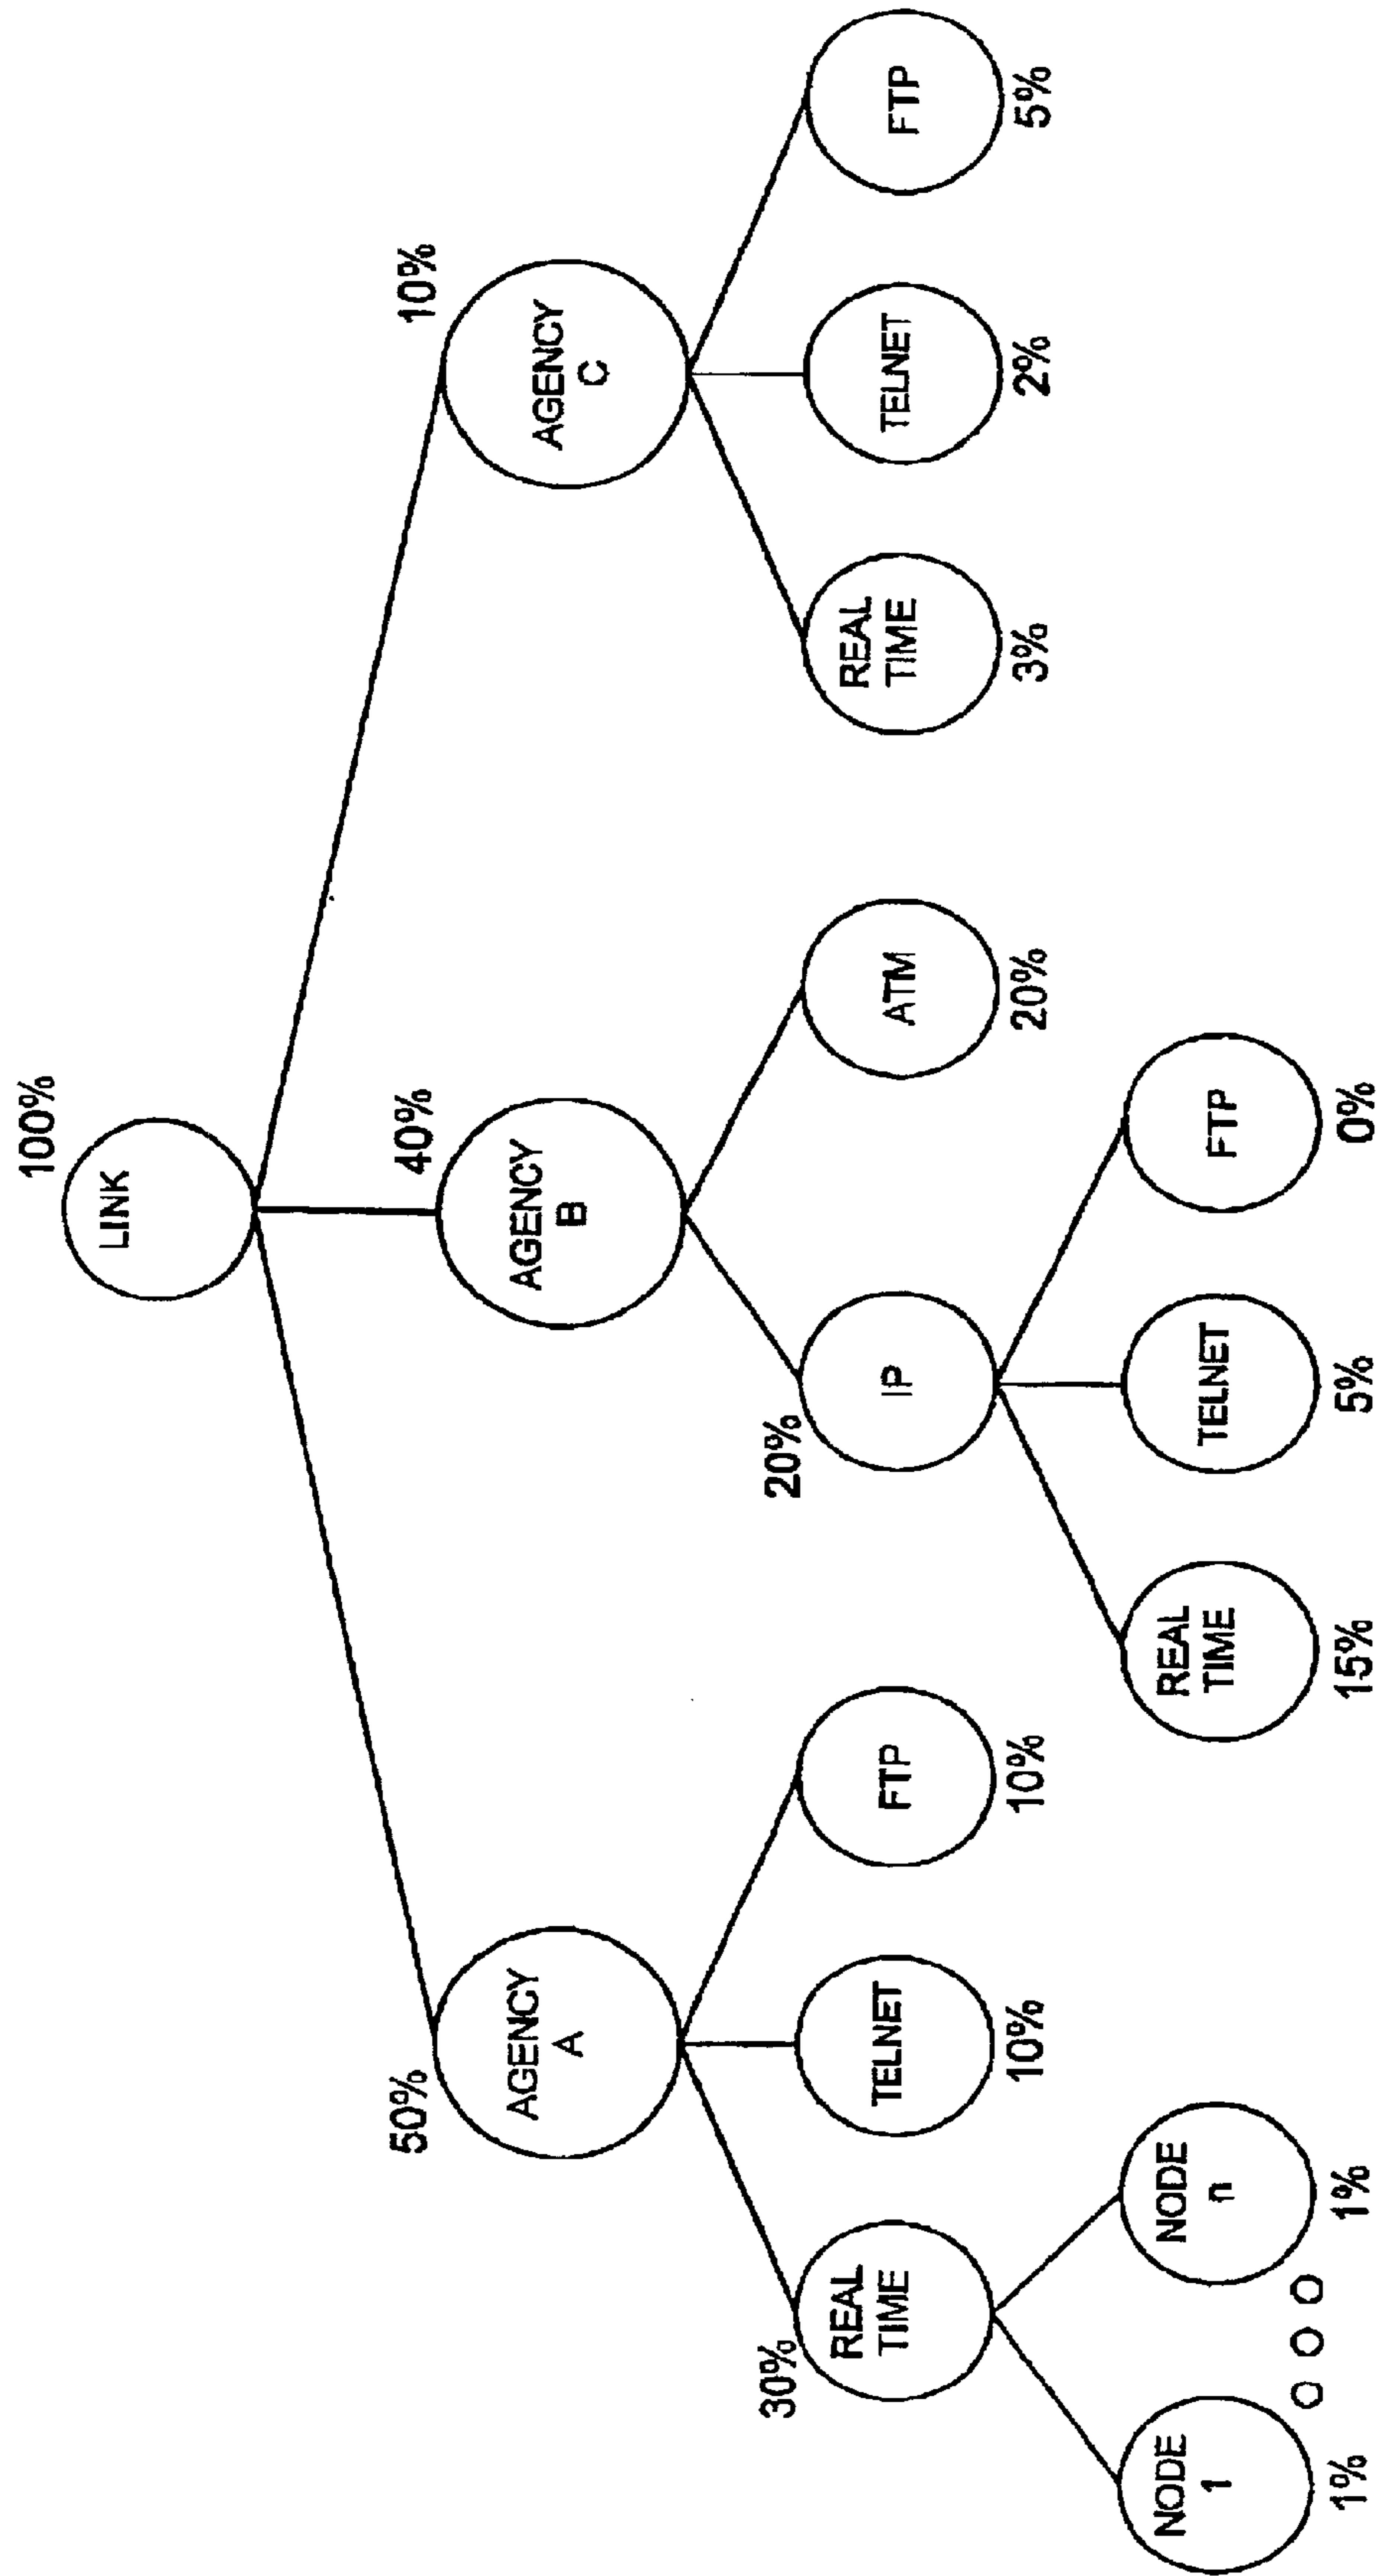 100%
LINK
50%
AGENCY
A
40%
AGENCY
B
10%
AGENCY
C
30%
REAL
TIME
TELNET
10%
FTP
10%
20%
IP
ATM
20%
REAL
TIME
3%
TELNET
2%
FTP
5%
NODE
1
1%
NODE
n
1%
REAL
TIME
15%
TELNET
5%
FTP
0%